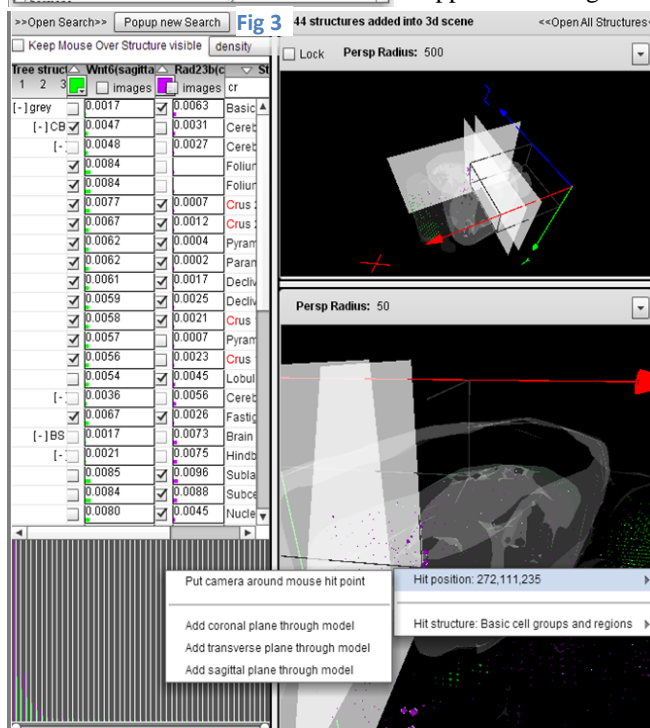 >>Open Search>> Popup new Search Fig 3
44 structures added into 3d scene <<Open All Structures<
Keep Mouse Over Structure visible density
Lock Persp Radius: 500
Tree struct Wnt6(sagitta Rad23b(c St
1 2 3 images images cr
[-] grey 0.0017 0.0063 Basic
[-] CB 0.0047 0.0031 Cereb
[- 0.0048 0.0027 Cereb
0.0084 Folium
0.0084 Folium
0.0077 0.0007 Crus 2
0.0067 0.0012 Crus 2
0.0062 0.0004 Pyram
0.0062 0.0002 Param
0.0061 0.0017 Decliv
0.0059 0.0025 Decliv
0.0058 0.0021 Crus
0.0057 0.0007 Pyram
0.0056 0.0023 Crus
0.0054 0.0045 Lobul
[- 0.0036 0.0056 Cereb
0.0067 0.0026 Fastig
[-] BS 0.0017 0.0073 Brain
[- 0.0021 0.0075 Hindb
0.0085 0.0096 Subla
0.0084 0.0088 Subce
0.0080 0.0045 Nucle
Persp Radius: 50
Put camera around mouse hit point
Add coronal plane through model
Add transverse plane through model
Add sagittal plane through model
Hit position: 272,111,235
Hit structure: Basic cell groups and regions